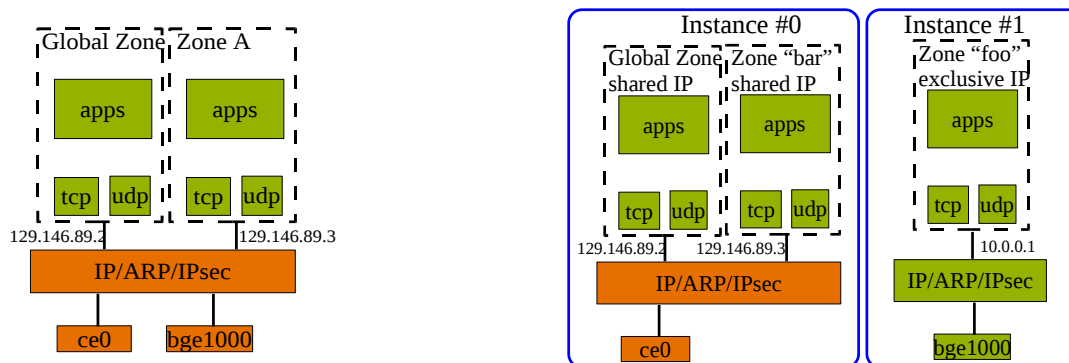 Global Zone
Zone A
apps
apps
tcp
udp
tcp
udp
129.146.89.2
129.146.89.3
IP/ARP/IPsec
ce0
bge1000
Instance #0
Global Zone
shared IP
Zone “bar”
shared IP
apps
apps
tcp
udp
tcp
udp
129.146.89.2
129.146.89.3
IP/ARP/IPsec
ce0
Instance #1
Zone “foo”
exclusive IP
apps
tcp
udp
10.0.0.1
IP/ARP/IPsec
bge1000